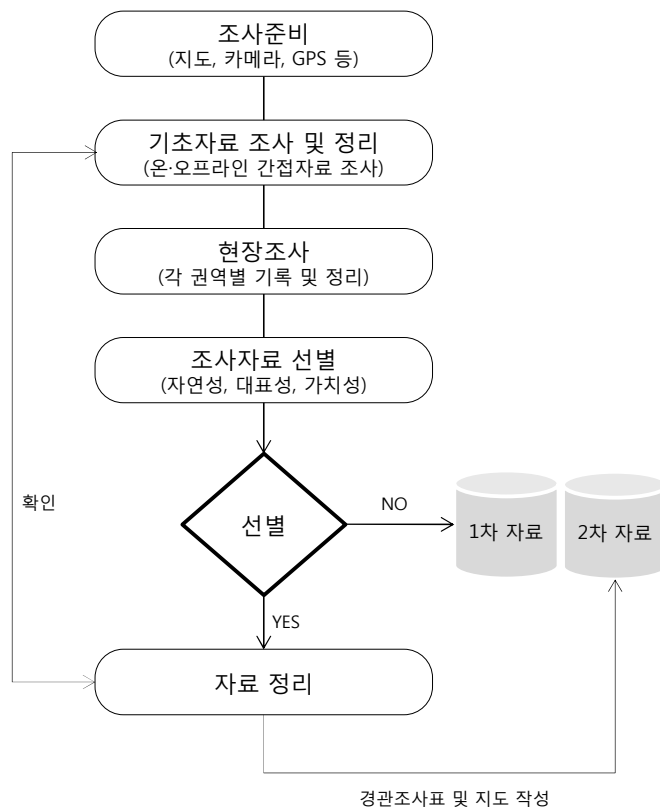 조사준비
(지도, 카메라, GPS 등)
기초자료 조사 및 정리
(온·오프라인 간접자료 조사)
현장조사
(각 권역별 기록 및 정리)
조사자료 선별
(자연성, 대표성, 가치성)
확인
선별
NO
1차 자료
2차 자료
YES
자료 정리
경관조사표 및 지도 작성